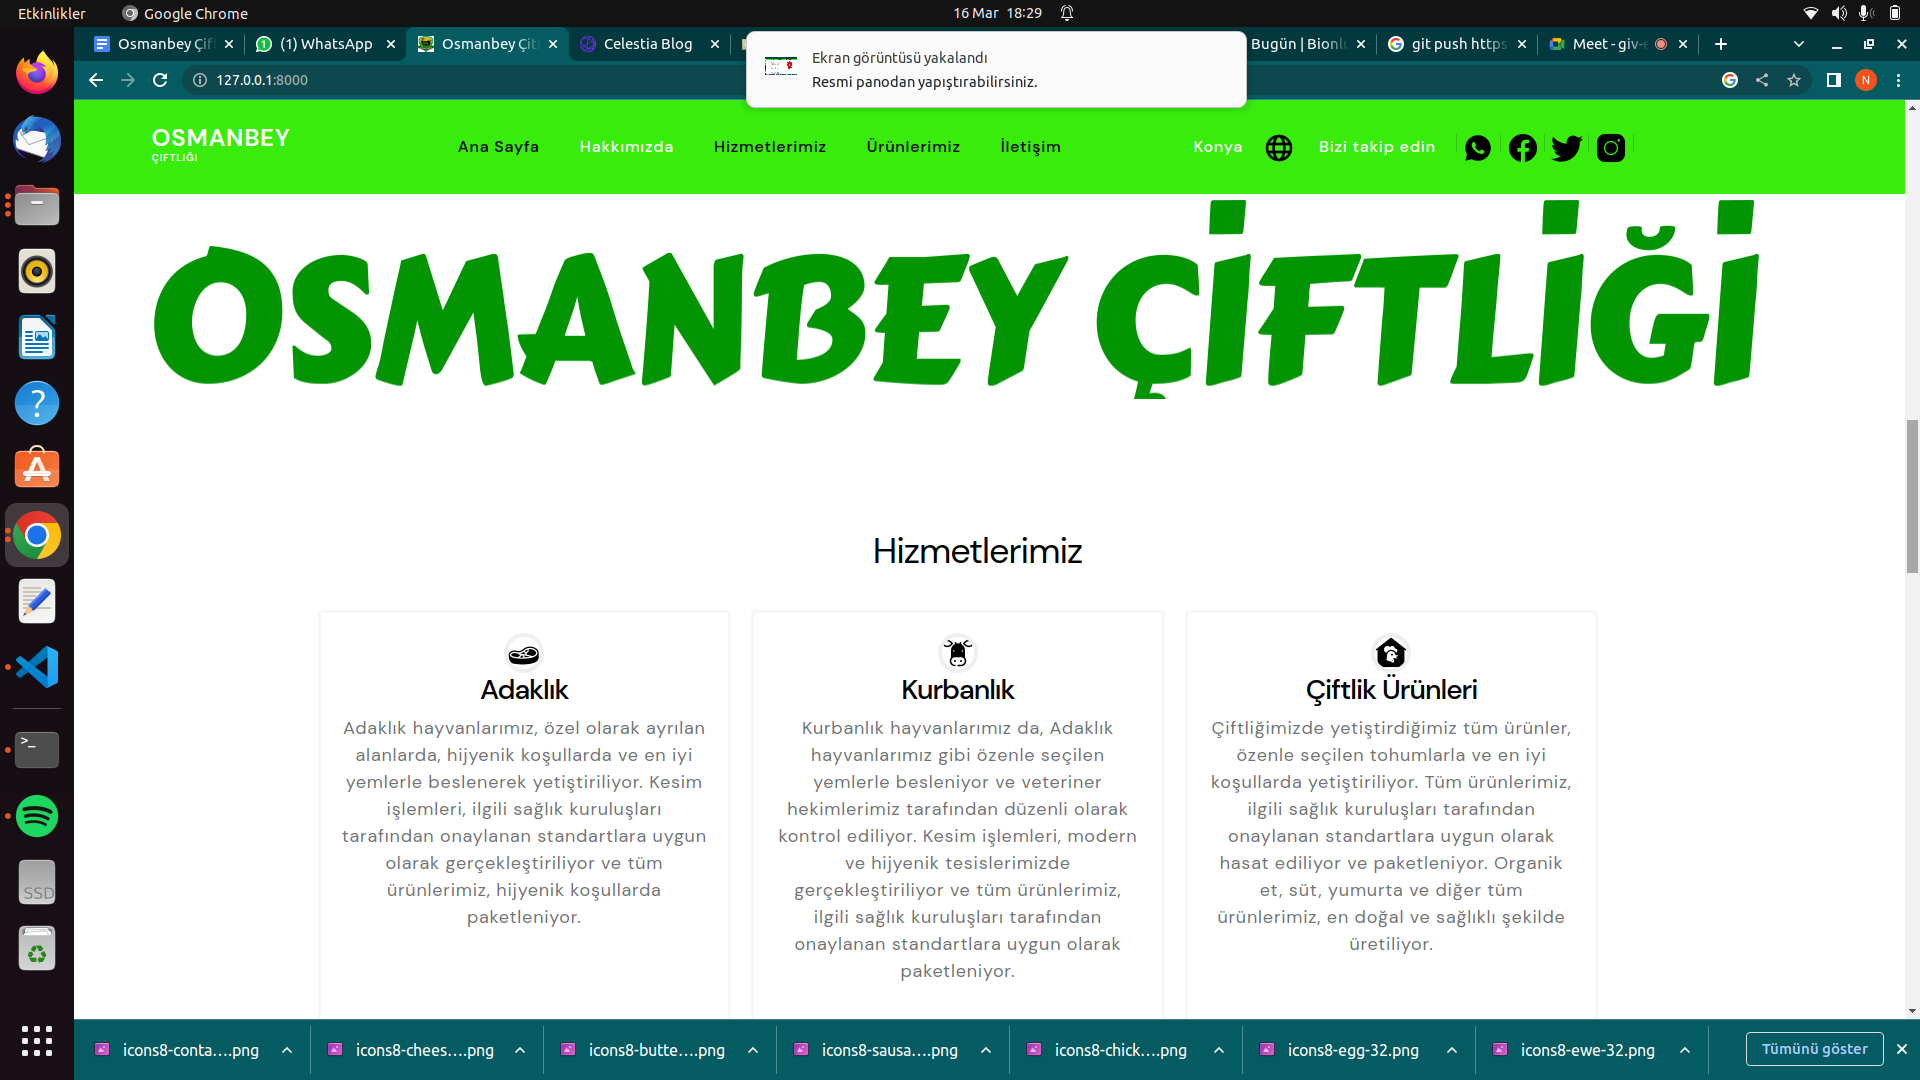 Etkinlikler
Google Chrome
16 Mar 18:29
Osmanbey Çif
(1) WhatsApp
Osmanbey Çit
Celestia Blog
Bugün | Bionlu
git push https
Meet - giv-
127.0.0.1:8000
N
Ekran görüntüsü yakalandı
Resmi panodan yapıştırabilirsiniz.
OSMANBEY
ÇIFTLIĞI
Ana Sayfa
Hakkımızda
Hizmetlerimiz
Ürünlerimiz
İletişim
Konya
Bizi takip edin
OSMANBEY ÇİFTLİĞİ
Hizmetlerimiz
Adaklık
Adaklık hayvanlarımız, özel olarak ayrılan
alanlarda, hijyenik koşullarda ve en iyi
yemlerle beslenerek yetiştiriliyor. Kesim
işlemleri, ilgili sağlık kuruluşları
tarafından onaylanan standartlara uygun
olarak gerçekleştiriliyor ve tüm
ürünlerimiz, hijyenik koşullarda
paketleniyor.
Kurbanlık
Kurbanlık hayvanlarımız da, Adaklık
hayvanlarımız gibi özenle seçilen
yemlerle besleniyor ve veteriner
hekimlerimiz tarafından düzenli olarak
kontrol ediliyor. Kesim işlemleri, modern
ve hijyenik tesislerimizde
gerçekleştiriliyor ve tüm ürünlerimiz,
ilgili sağlık kuruluşları tarafından
onaylanan standartlara uygun olarak
paketleniyor.
Çiftlik Ürünleri
Çiftliğimizde yetiştirdiğimiz tüm ürünler,
özenle seçilen tohumlarla ve en iyi
koşullarda yetiştiriliyor. Tüm ürünlerimiz,
ilgili sağlık kuruluşları tarafından
onaylanan standartlara uygun olarak
hasat ediliyor ve paketleniyor. Organik
et, süt, yumurta ve diğer tüm
ürünlerimiz, en doğal ve sağlıklı şekilde
üretiliyor.
SSD
icons8-conta....png
icons8-chees....png
icons8-butte....png
icons8-sausa....png
icons8-chick....png
icons8-egg-32.png
icons8-ewe-32.png
Tümünü göster